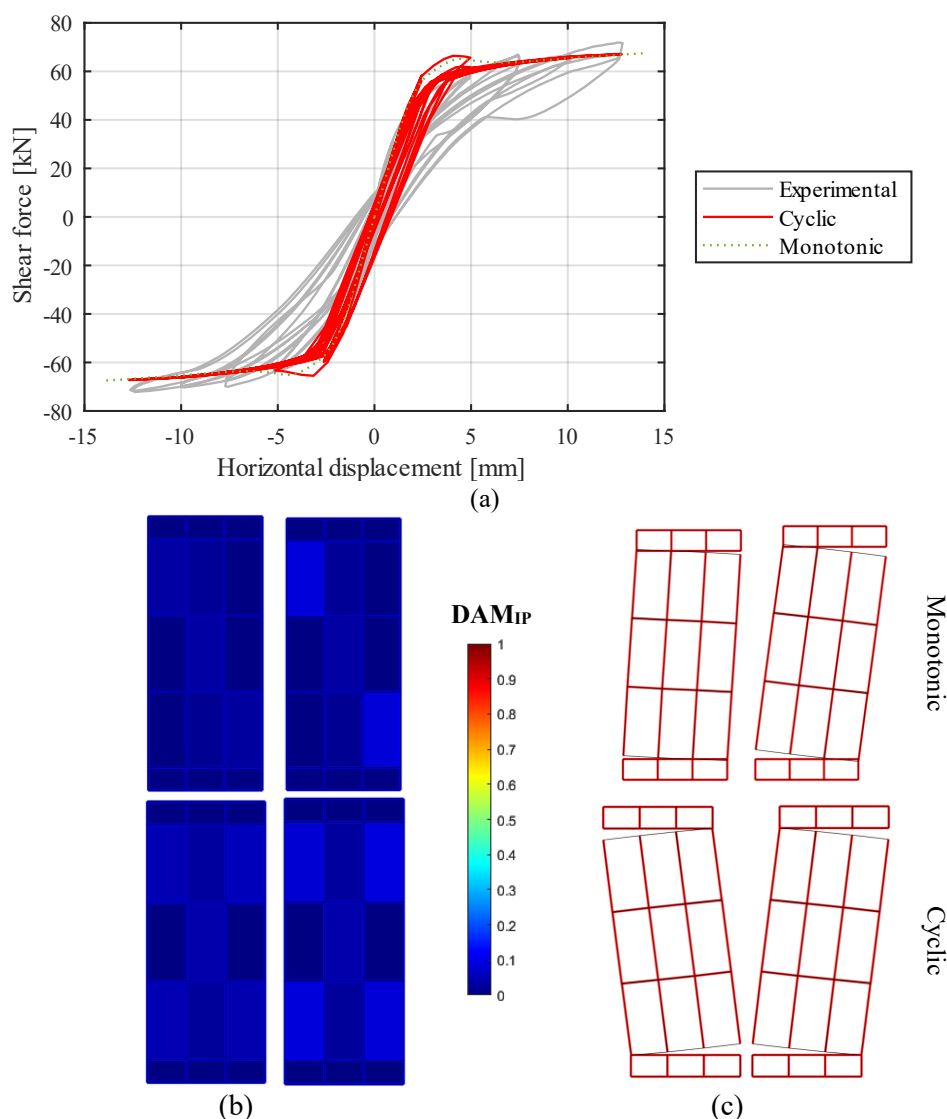 80
60
40
20
0
-20
-40
-60
-80
Shear force [kN]
-15 -10 -5 0 5 10 15
Horizontal displacement [mm]
Experimental
Cyclic
Monotonic
(a)
DAMIP
1
0.9
0.8
0.7
0.6
0.5
0.4
0.3
0.2
0.1
0
Monotonic
Cyclic
(b)
(c)